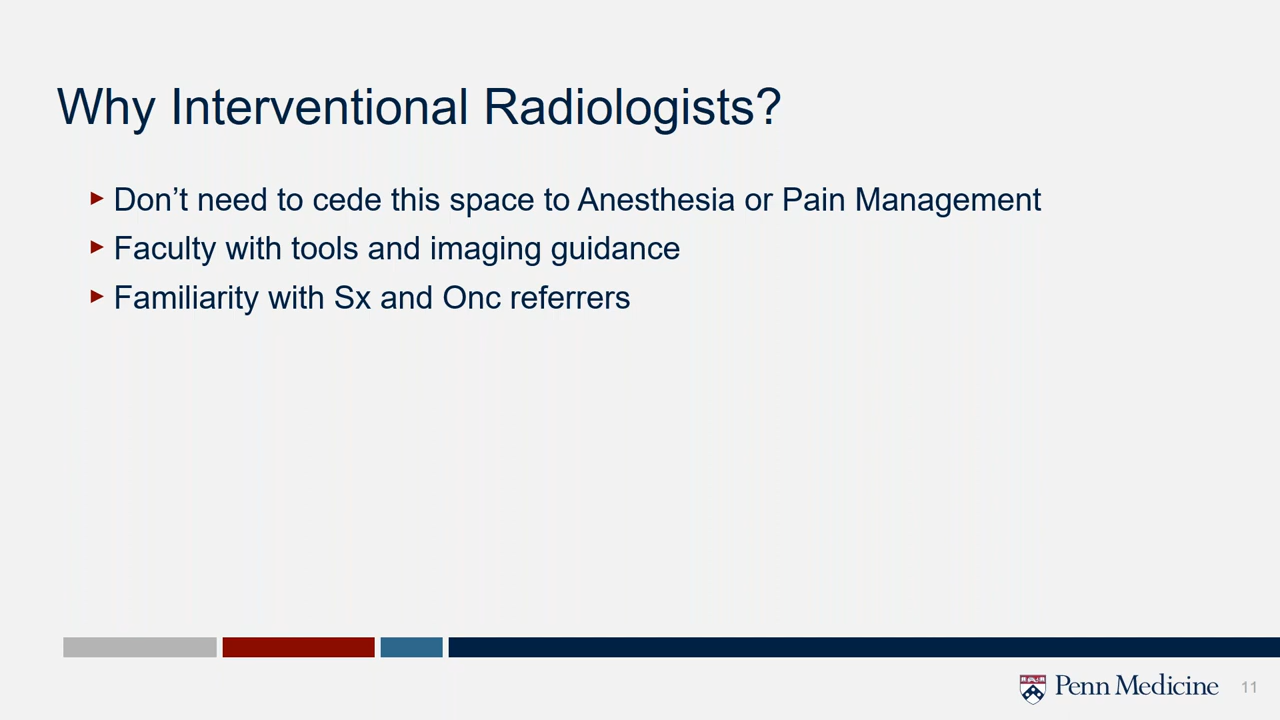 Why Interventional Radiologists?
Don’t need to cede this space to Anesthesia or Pain Management
Faculty with tools and imaging guidance
Familiarity with Sx and Onc referrers
Penn Medicine
11